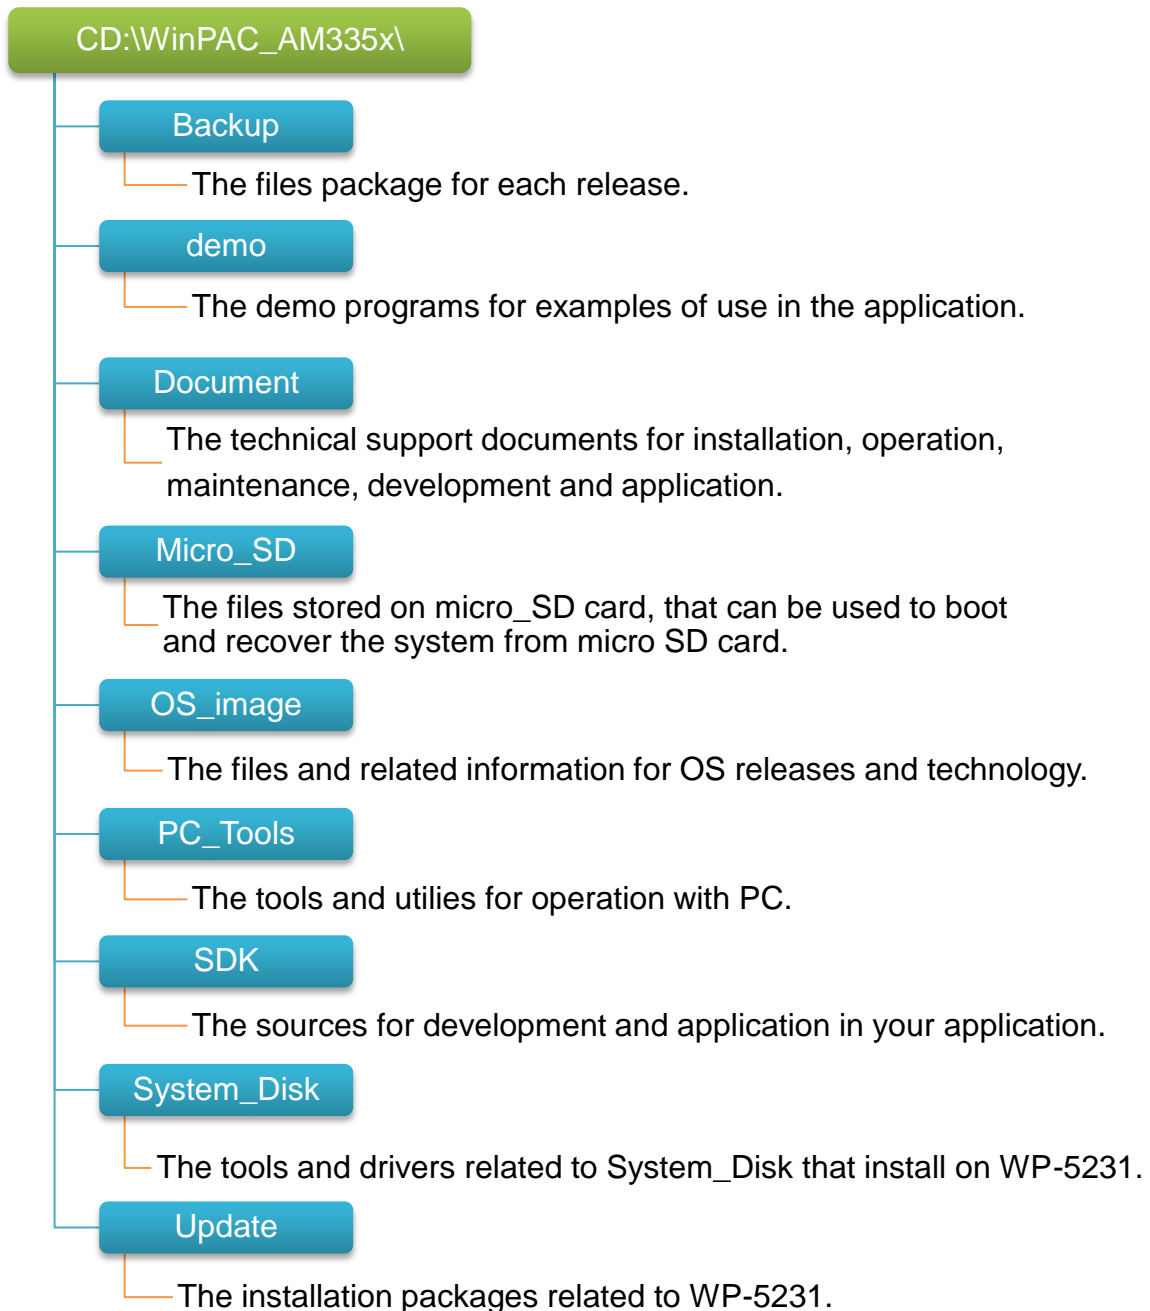 CD:\WinPAC_AM335x\
Backup
The files package for each release.
demo
The demo programs for examples of use in the application.
Document
The technical support documents for installation, operation,
maintenance, development and application.
Micro_SD
The files stored on micro_SD card, that can be used to boot
and recover the system from micro SD card.
OS_image
The files and related information for OS releases and technology.
PC_Tools
The tools and utilies for operation with PC.
SDK
The sources for development and application in your application.
System_Disk
The tools and drivers related to System_Disk that install on WP-5231.
Update
The installation packages related to WP-5231.